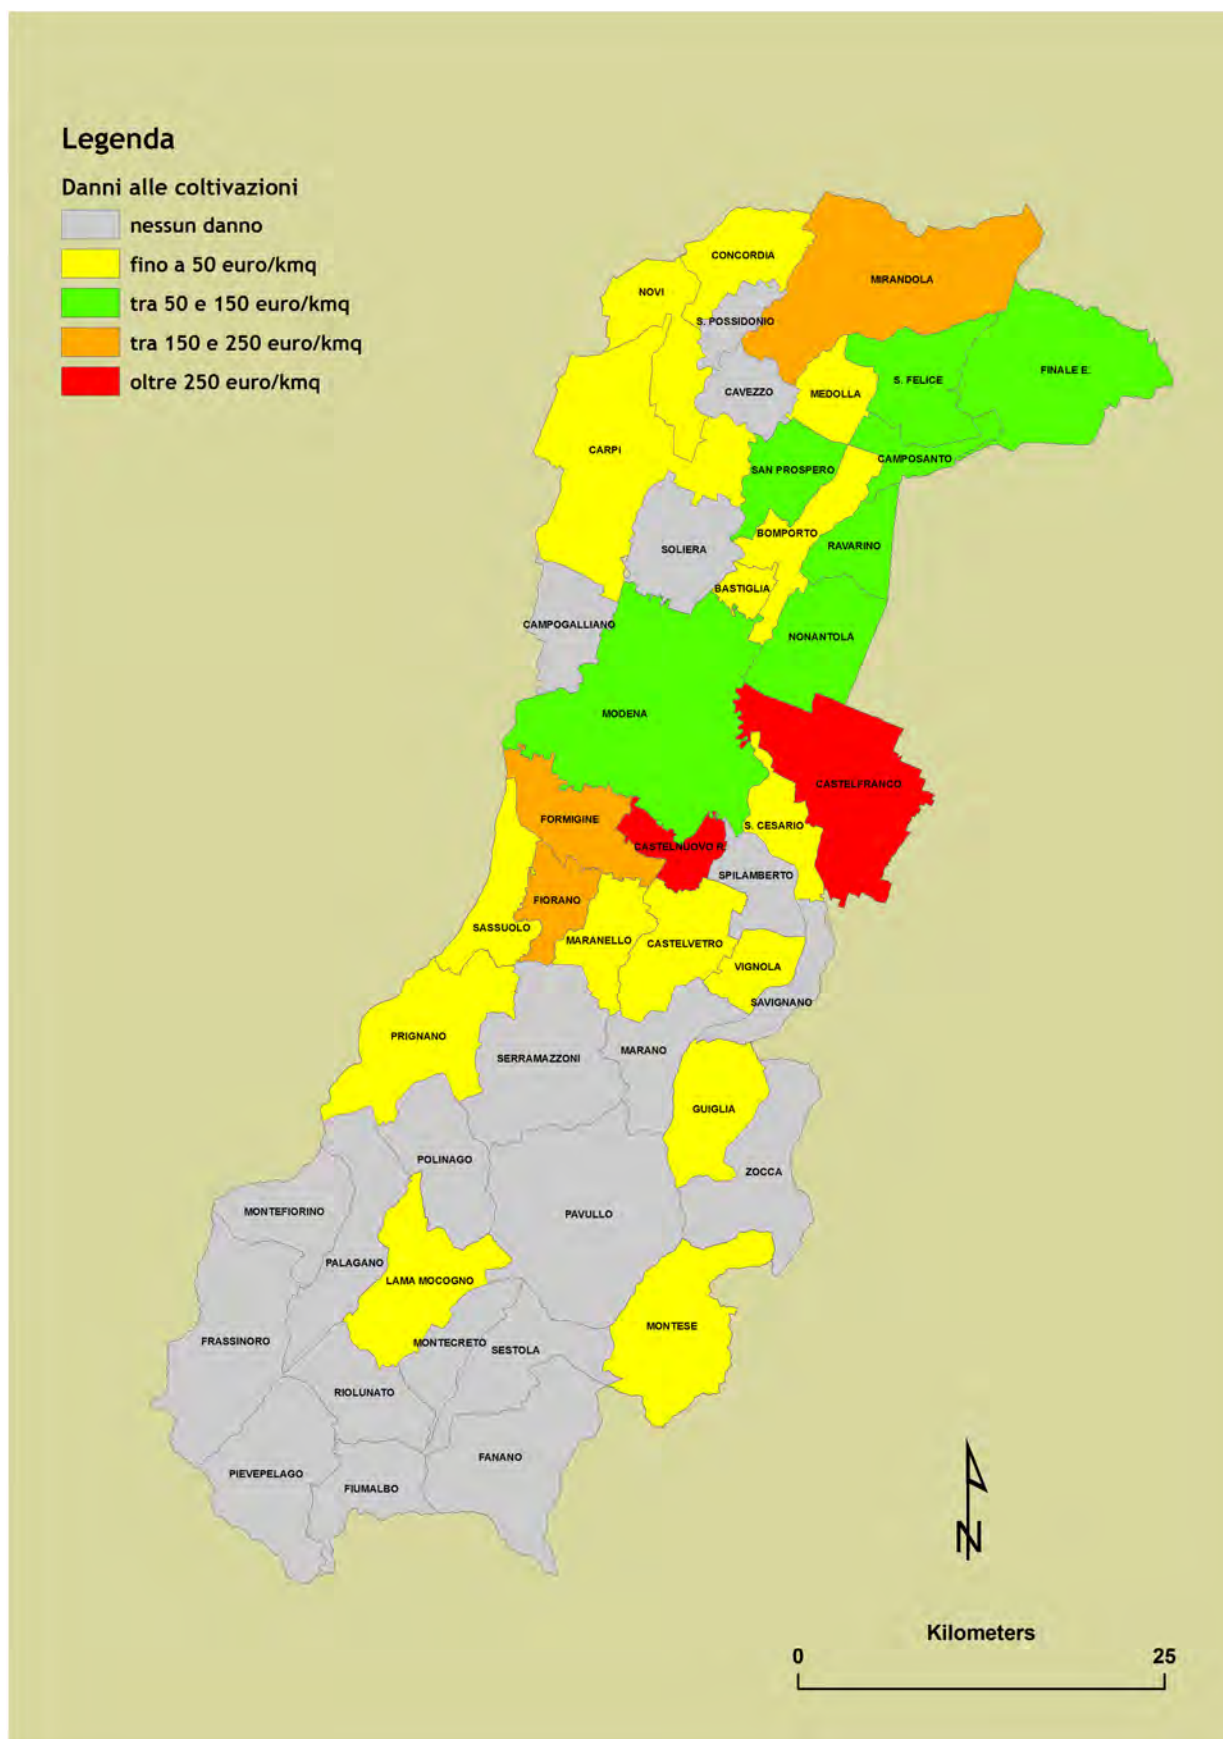 Legenda
Danni alle coltivazioni
nessun danno
fino a 50 euro/kmq
tra 50 e 150 euro/kmq
tra 150 e 250 euro/kmq
oltre 250 euro/kmq
CONCORDIA
MIRANDOLA
NOVI
S. POSSIDONIO
FINALE E.
S. FELICE
CAVEZZO
MEDOLLA
CARPI
CAMPOSANTO
SAN PROSPERO
BOMPORTO
RAVARINO
SOLIERA
BASTIGLIA
CAMPOGALLIANO
NONANTOLA
MODENA
CASTELFRANCO
FORMIGINE
S. CESARIO
CASTELNUOVO R.
SPILAMBERTO
FIORANO
SASSUOLO
MARANELLO
CASTELVETRO
VIGNOLA
SAVIGNANO
PRIGNANO
MARANO
SERRAMAZZONI
GUIGLIA
POLINAGO
ZOCCA
MONTEFIORINO
PAVULLO
PALAGANO
LAMA MOCOGNO
MONTESE
FRASSINORO
MONTECRETO
SESTOLA
RIOLUNATO
FANANO
PIEVEPELAGO
FIUMALBO
N
Kilometers
0 25